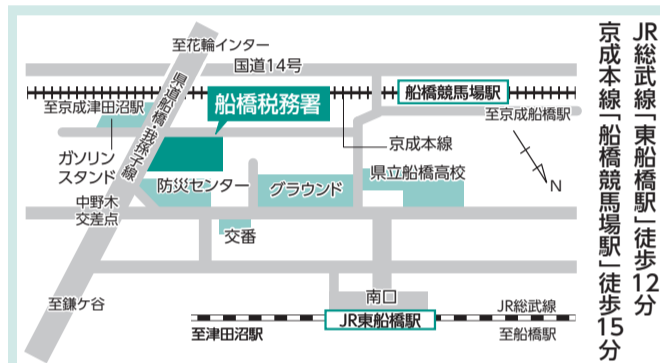 至花輪インター
国道14号
船橋競馬場駅
至京成津田沼駅
船橋税務署
至京成船橋駅
県道船橋・我孫子線
京成本線
ガソリン
スタンド
防災センター
グラウンド
県立船橋高校
N
中野木
交差点
交番
至鎌ケ谷
南口
JR総武線
JR東船橋駅
至津田沼駅
至船橋駅
JR総武線「東船橋駅」徒歩12分
京成本線「船橋競馬場駅」徒歩15分